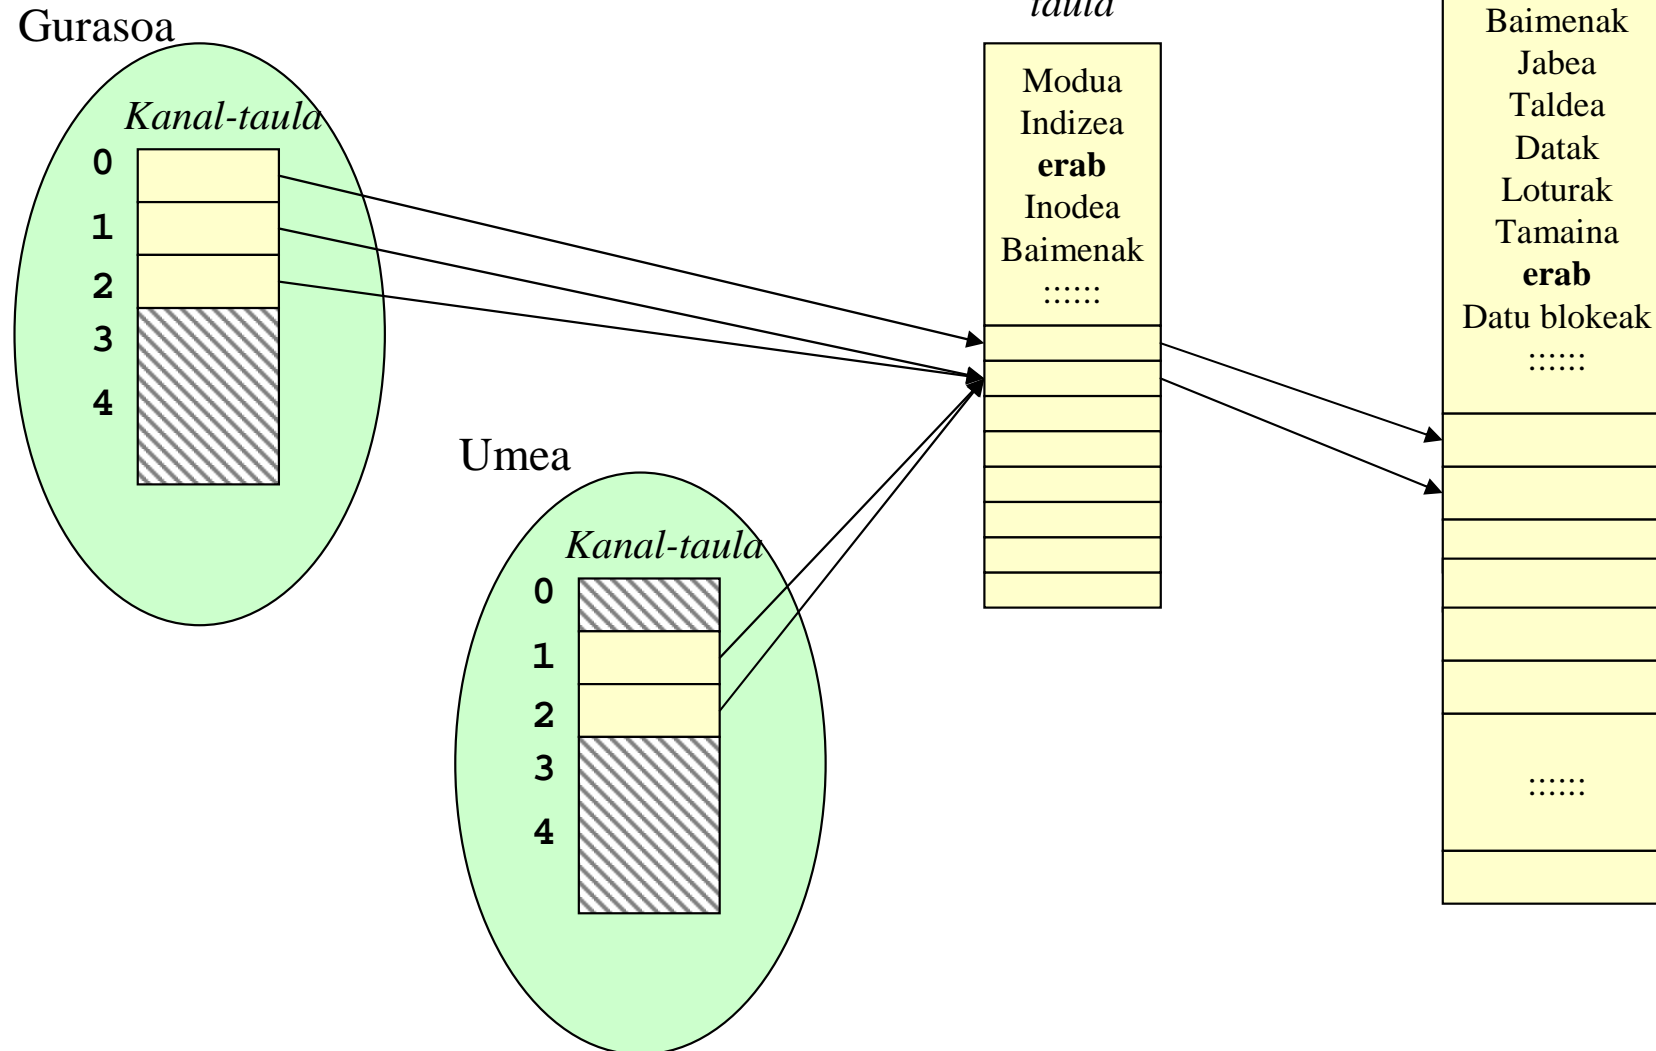 Gurasoa
Kanal-taula
0
1
2
3
4
Umea
Kanal-taula
0
1
2
3
4
taula
Modua
Indizea
erab
Inodea
Baimenak
::::::
Baimenak
Jabea
Taldea
Datak
Loturak
Tamaina
erab
Datu blokeak
::::::
::::::